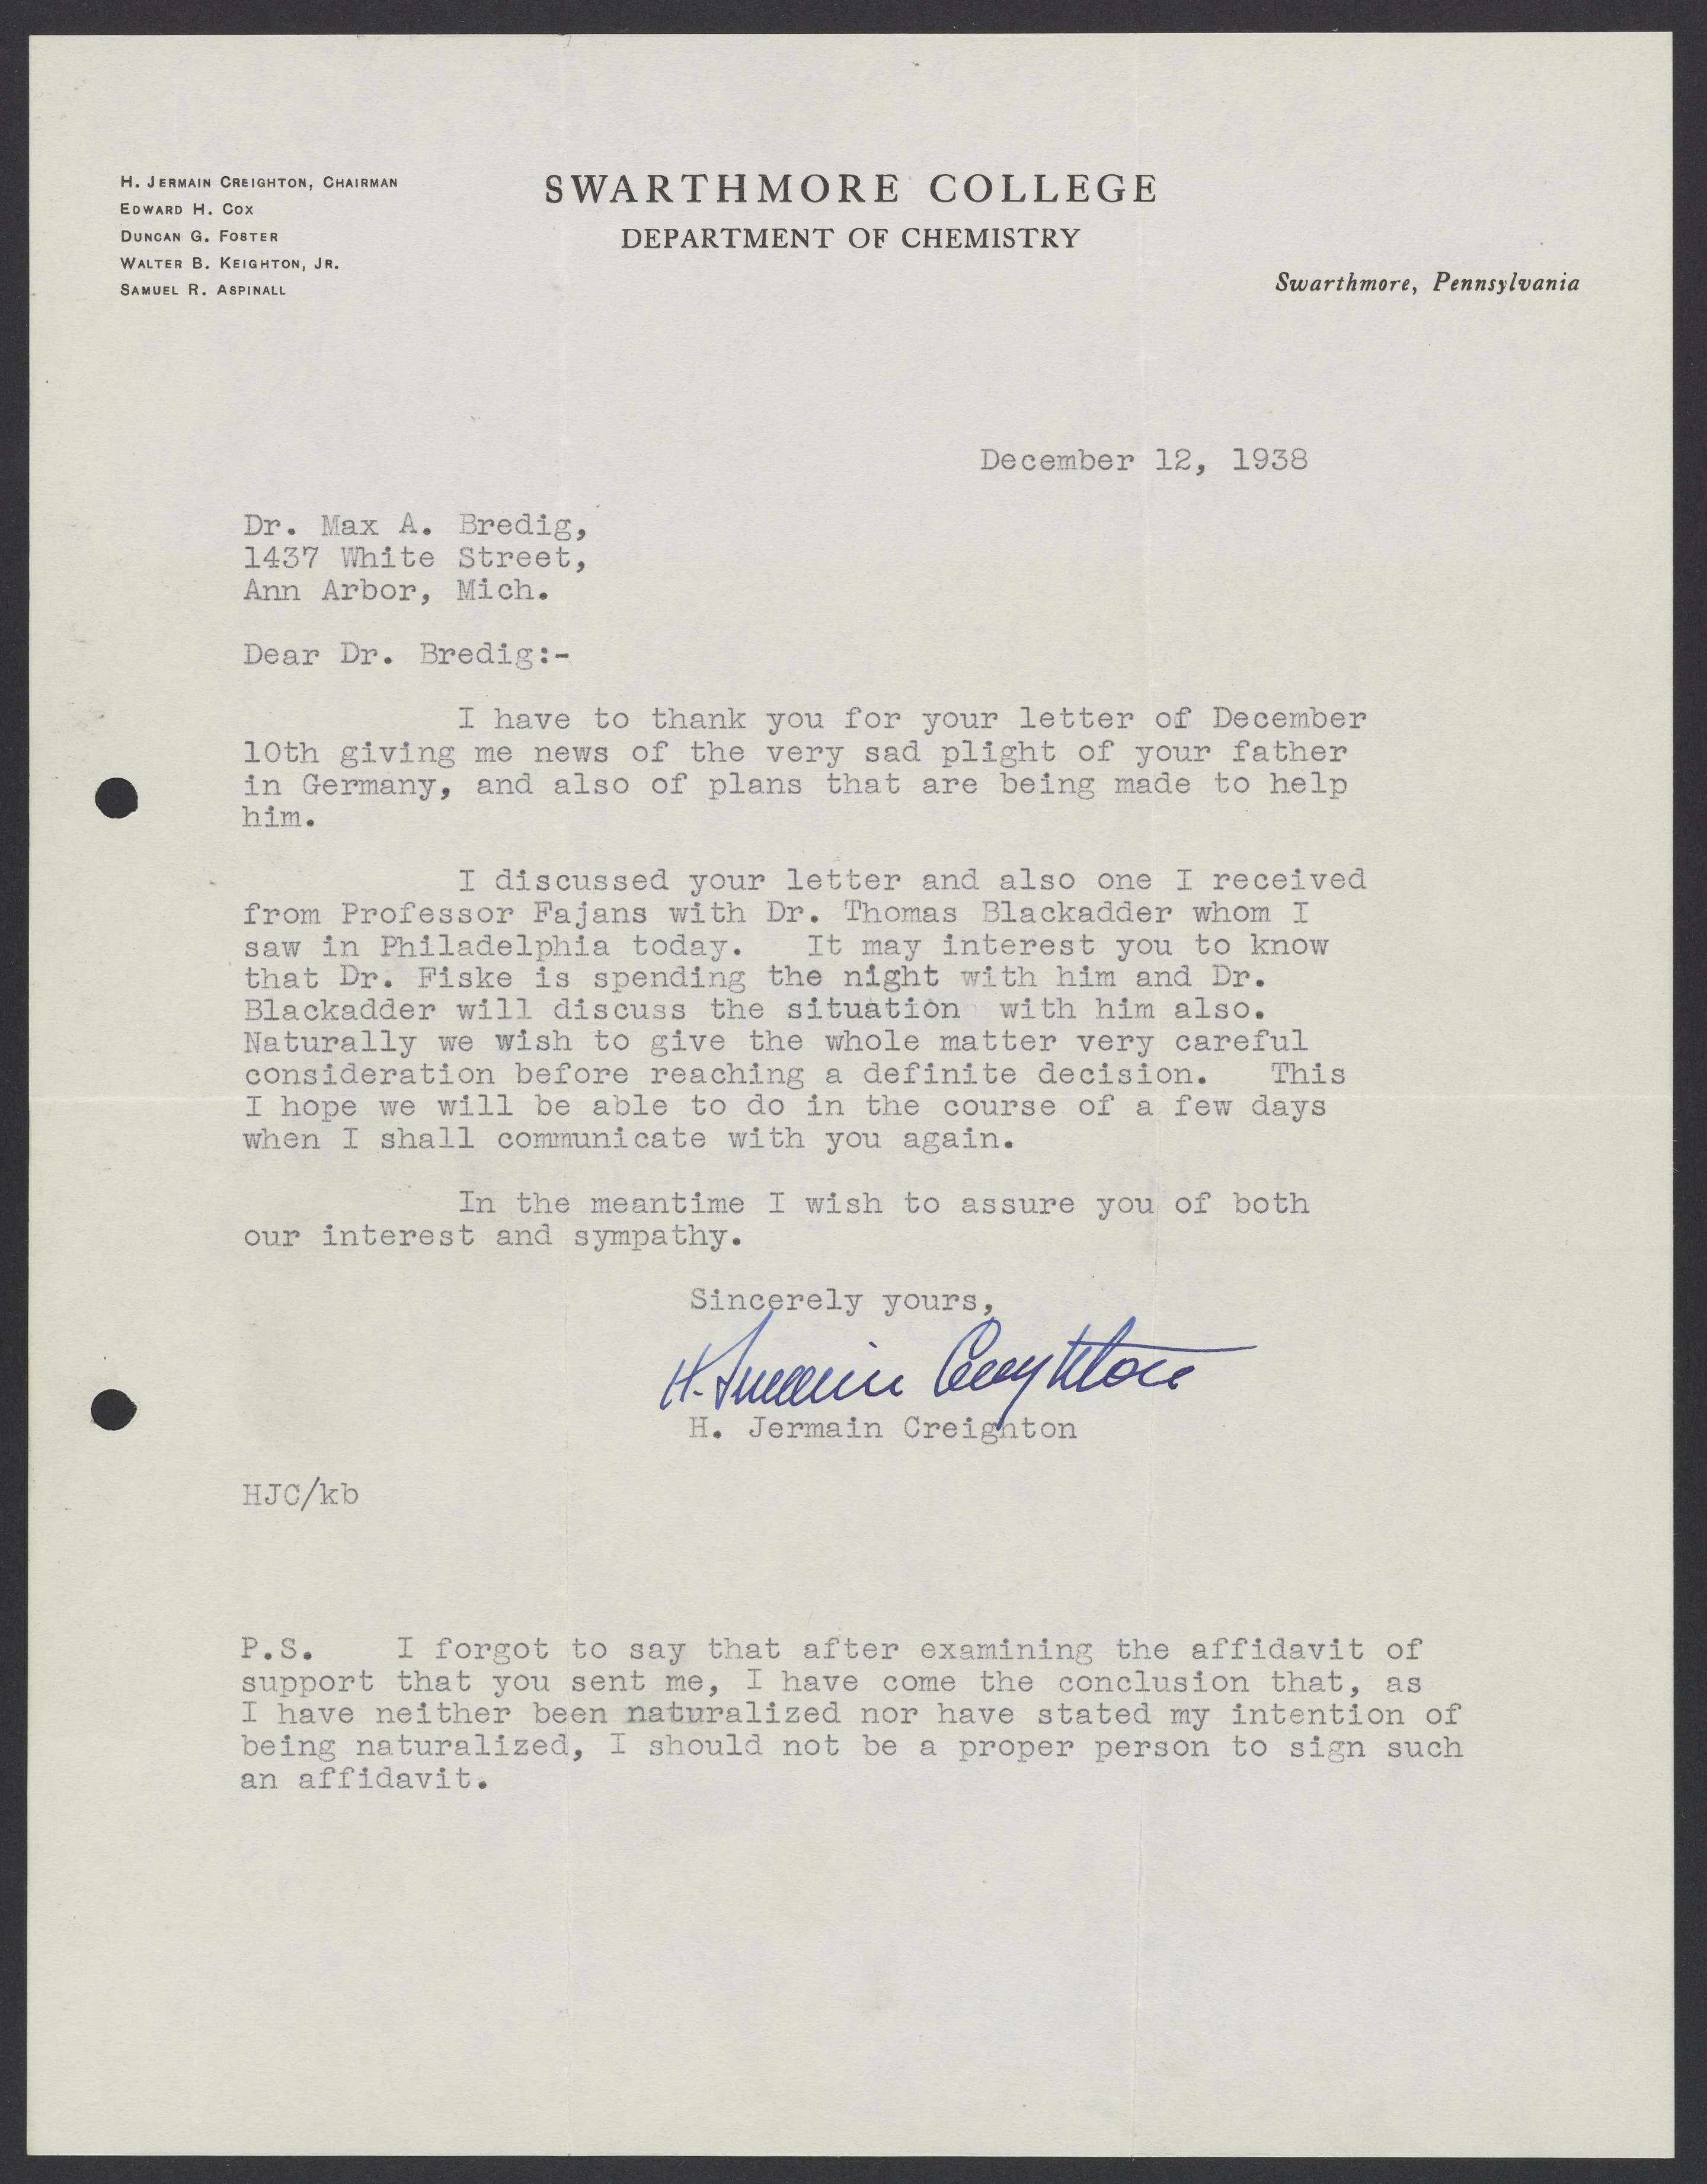 H. JERMAIN CREIGHTON, CHAIRMAN
EDWARD H. COX
DUNCAN G. FOSTER
WALTER B. KEIGHTON, JR.
SAMUEL R. ASPINALL
SWARTHMORE COLLEGE
DEPARTMENT OF CHEMISTRY
Swarthmore, Pennsylvania
December 12, 1938
Dr. Max A. Bredig,
1437 White Street,
Ann Arbor, Mich.
Dear Dr. Bredig:-
I have to thank you for your letter of December
10th giving me news of the very sad plight of your father
in Germany, and also of plans that are being made to help
him.
I discussed your letter and also one I received
from Professor Fajans with Dr. Thomas Blackadder whom I
saw in Philadelphia today. It may interest you to know
that Dr. Fiske is spending the night with him and Dr.
Blackadder will discuss the situation with him also.
Naturally we wish to give the whole matter very careful
consideration before reaching a definite decision. This
I hope we will be able to do in the course of a few days
when I shall communicate with you again.
In the meantime I wish to assure you of both
our interest and sympathy.
Sincerely yours,
H. Jermain Creighton
H. Jermain Creighton
HJC/kb
P.S. I forgot to say that after examining the affidavit of
support that you sent me, I have come the conclusion that, as
I have neither been naturalized nor have stated my intention of
being naturalized, I should not be a proper person to sign such
an affidavit.